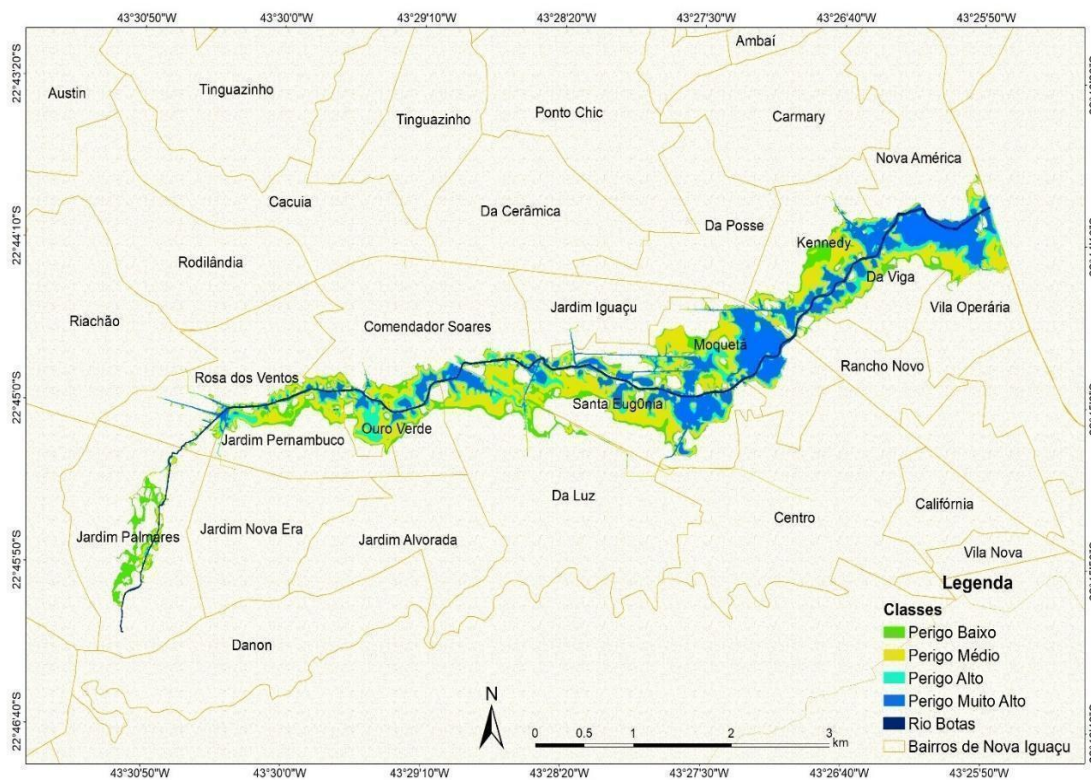 43°30'50"W 43°30'0"W 43°29'10"W 43°28'20"W 43°27'30"W 43°26'40"W 43°25'50"W
22°43'20"S
22°44'10"S
22°45'0"S
22°45'50"S
22°46'40"S
Ambaí
Austin
Tinguazinho
Tinguazinho
Ponto Chic
Carmary
Nova América
Cacuia
Da Cerâmica
Da Posse
Kennedy
Rodilândia
Da Viga
Riachão
Comendador Soares
Jardim Iguaçu
Vila Operária
Moquetá
Rancho Novo
Rosa dos Ventos
Santa Eug0nia
Jardim Pernambuco
Ouro Verde
Da Luz
Califórnia
Centro
Jardim Palmares
Jardim Nova Era
Jardim Alvorada
Vila Nova
Danon
Legenda
Classes
Perigo Baixo
Perigo Médio
Perigo Alto
Perigo Muito Alto
Rio Botas
Bairros de Nova Iguaçu
N
0 0.5 1 2 3
km
43°30'50"W 43°30'0"W 43°29'10"W 43°28'20"W 43°27'30"W 43°26'40"W 43°25'50"W